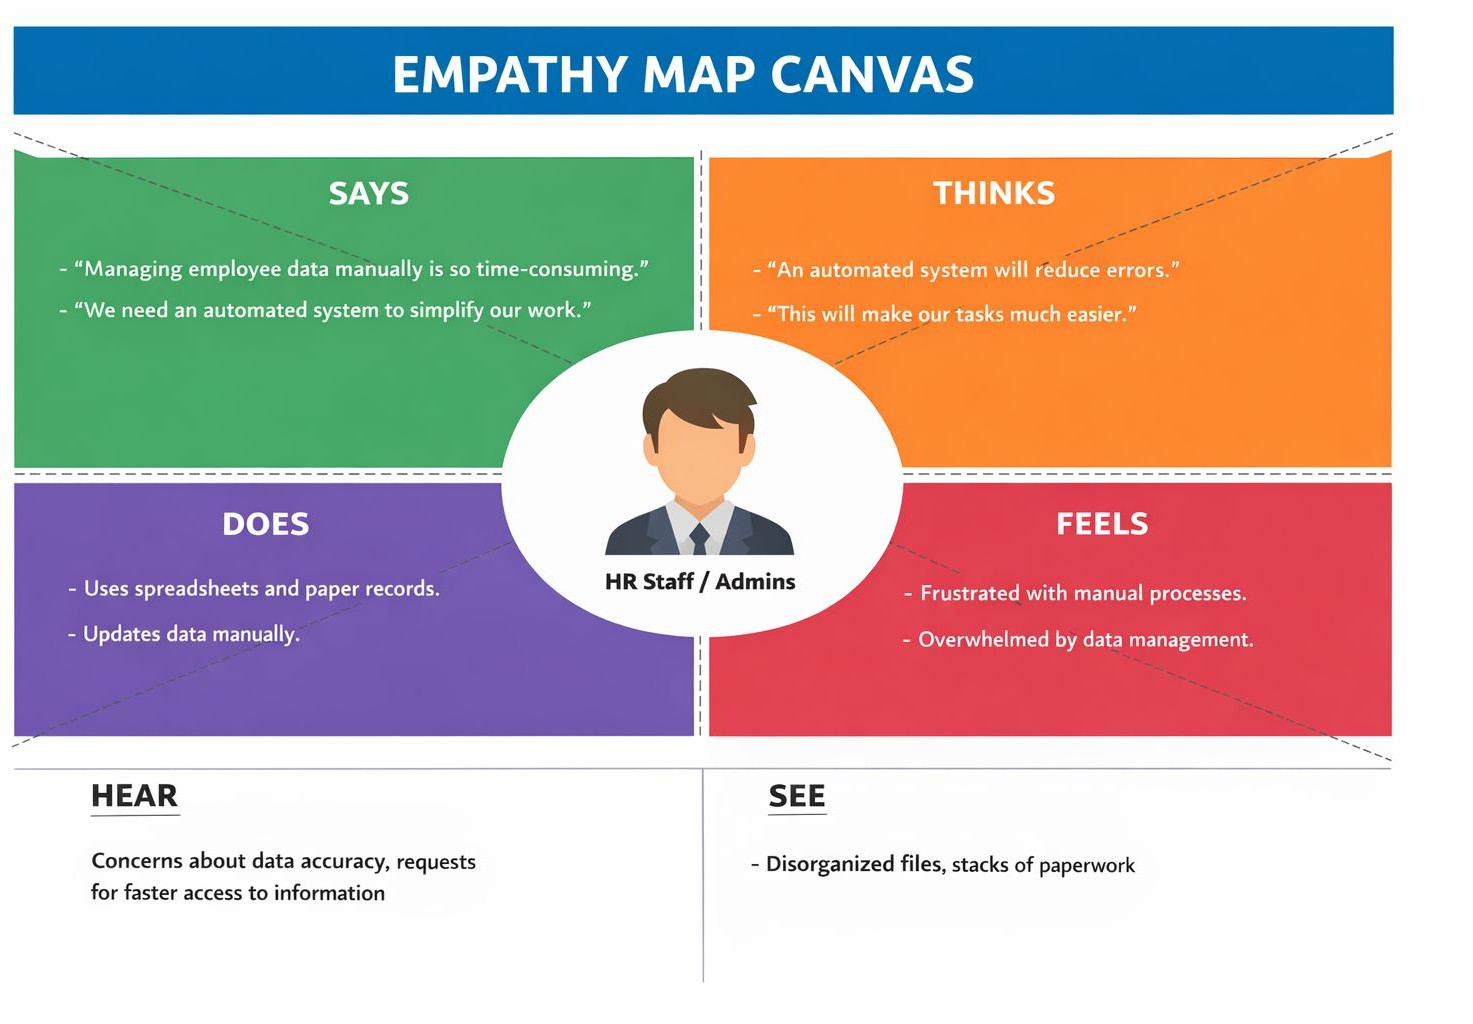 EMPATHY MAP CANVAS
SAYS
- “Managing employee data manually is so time-consuming.”
- “We need an automated system to simplify our work.”
THINKS
- “An automated system will reduce errors.”
- “This will make our tasks much easier.”
HR Staff / Admins
DOES
- Uses spreadsheets and paper records.
- Updates data manually.
FEELS
- Frustrated with manual processes.
- Overwhelmed by data management.
HEAR
Concerns about data accuracy, requests
for faster access to information
SEE
- Disorganized files, stacks of paperwork